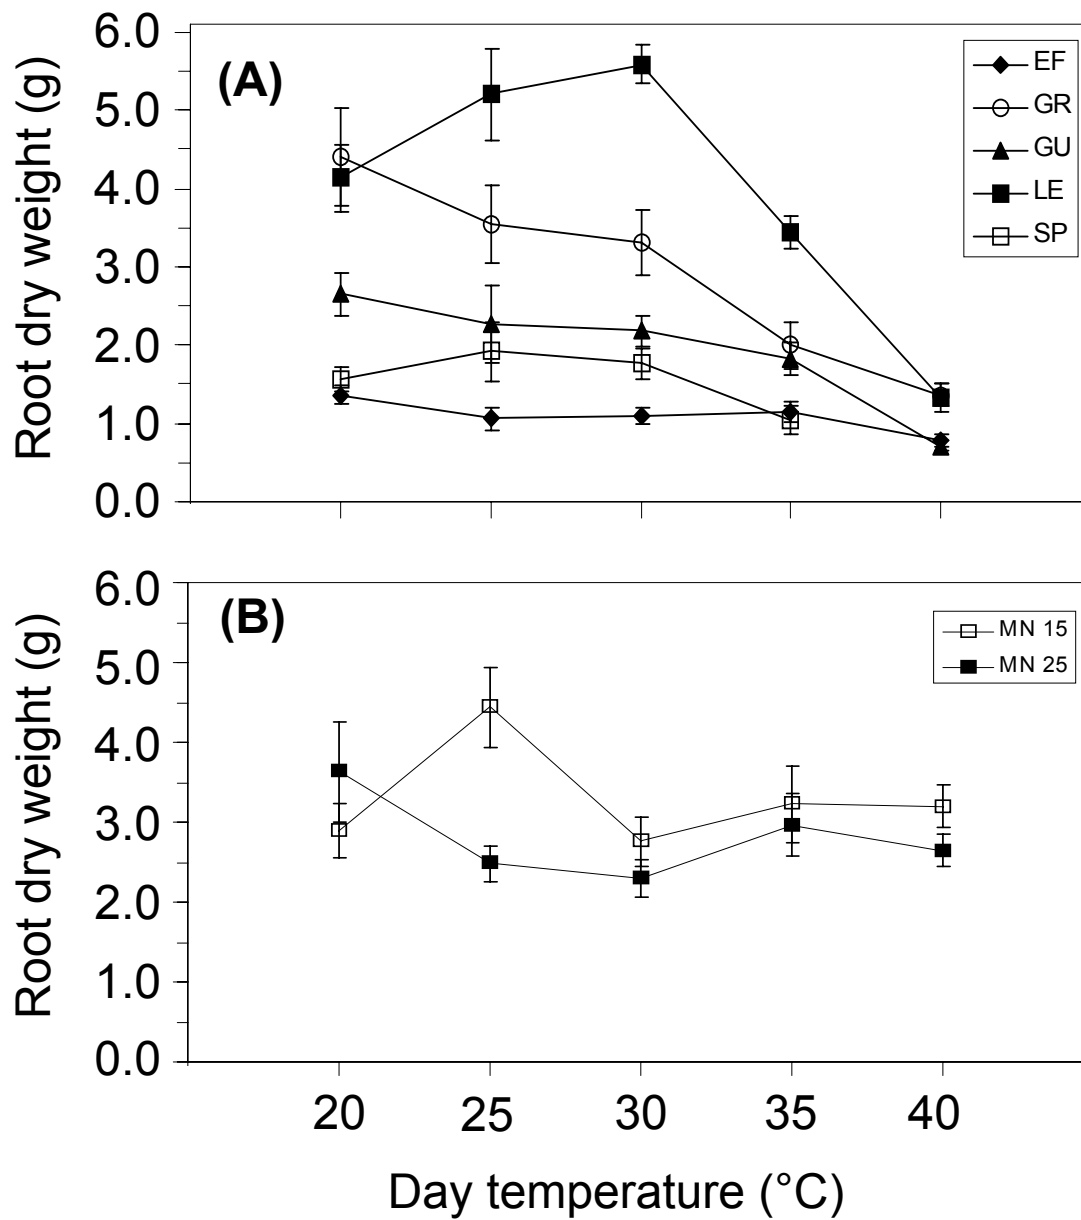 (A)
Root dry weight (g)
6.0
5.0
4.0
3.0
2.0
1.0
0.0
EF
GR
GU
LE
SP
(B)
Root dry weight (g)
6.0
5.0
4.0
3.0
2.0
1.0
0.0
MN 15
MN 25
20 25 30 35 40
Day temperature (°C)